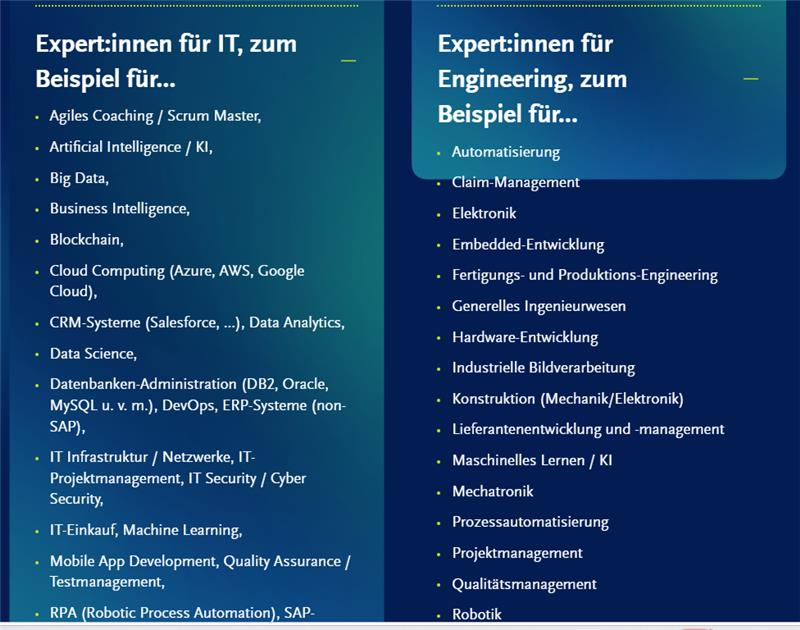 Expert:innen für IT, zum
Beispiel für...
Agiles Coaching / Scrum Master,
Artificial Intelligence / KI,
Big Data,
Business Intelligence,
Blockchain,
Cloud Computing (Azure, AWS, Google
Cloud),
CRM-Systeme (Salesforce, ...), Data Analytics,
Data Science,
Datenbanken-Administration (DB2, Oracle,
MySQL u. v. m.), DevOps, ERP-Systeme (non-
SAP),
IT Infrastruktur / Netzwerke, IT-
Projektmanagement, IT Security / Cyber
Security,
IT-Einkauf, Machine Learning,
Mobile App Development, Quality Assurance /
Testmanagement,
RPA (Robotic Process Automation), SAP-
Expert:innen für
Engineering, zum
Beispiel für...
Automatisierung
Claim-Management
Elektronik
Embedded-Entwicklung
Fertigungs- und Produktions-Engineering
Generelles Ingenieurwesen
Hardware-Entwicklung
Industrielle Bildverarbeitung
Konstruktion (Mechanik/Elektronik)
Lieferantenentwicklung und -management
Maschinelles Lernen / KI
Mechatronik
Prozessautomatisierung
Projektmanagement
Qualitätsmanagement
Robotik